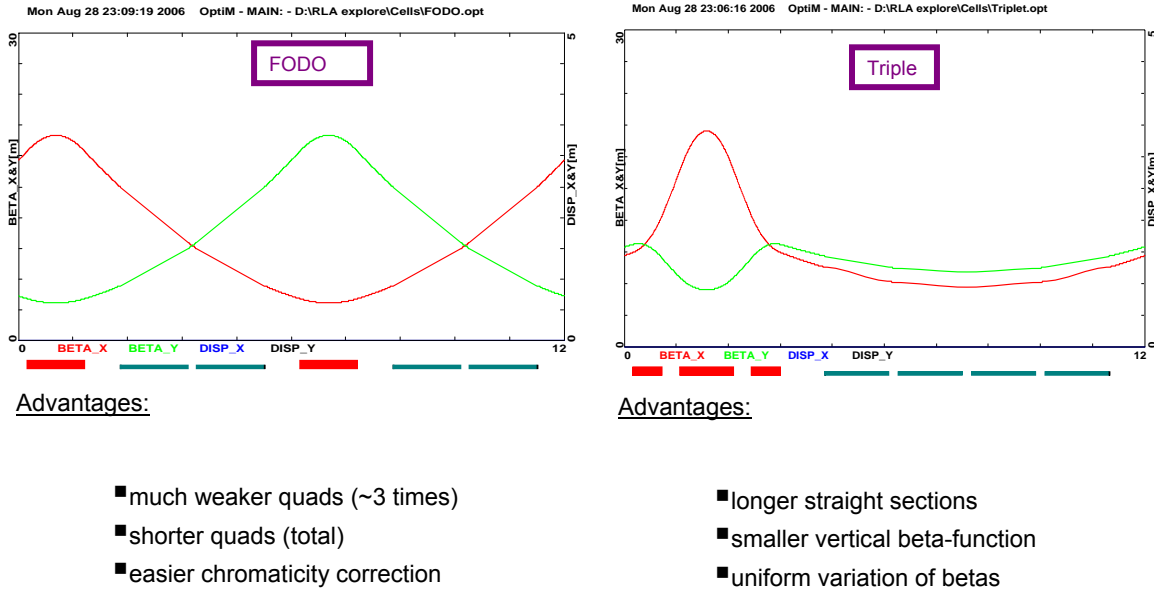 Mon Aug 28 23:09:19 2006 OptiM - MAIN: - D:\RLA explore\Cells\FODO.opt
30
5
FODO
BETA_X&Y[m]
DISP_X&Y[m]
0
0
0
BETA_X BETA_Y DISP_X DISP_Y
12
Advantages:
■much weaker quads (~3 times)
■shorter quads (total)
■easier chromaticity correction
Mon Aug 28 23:06:16 2006 OptiM - MAIN: - D:\RLA explore\Cells\Triplet.opt
30
5
Triple
BETA_X&Y[m]
DISP_X&Y[m]
0
0
0
BETA_X BETA_Y DISP_X DISP_Y
12
Advantages:
■longer straight sections
■smaller vertical beta-function
■uniform variation of betas